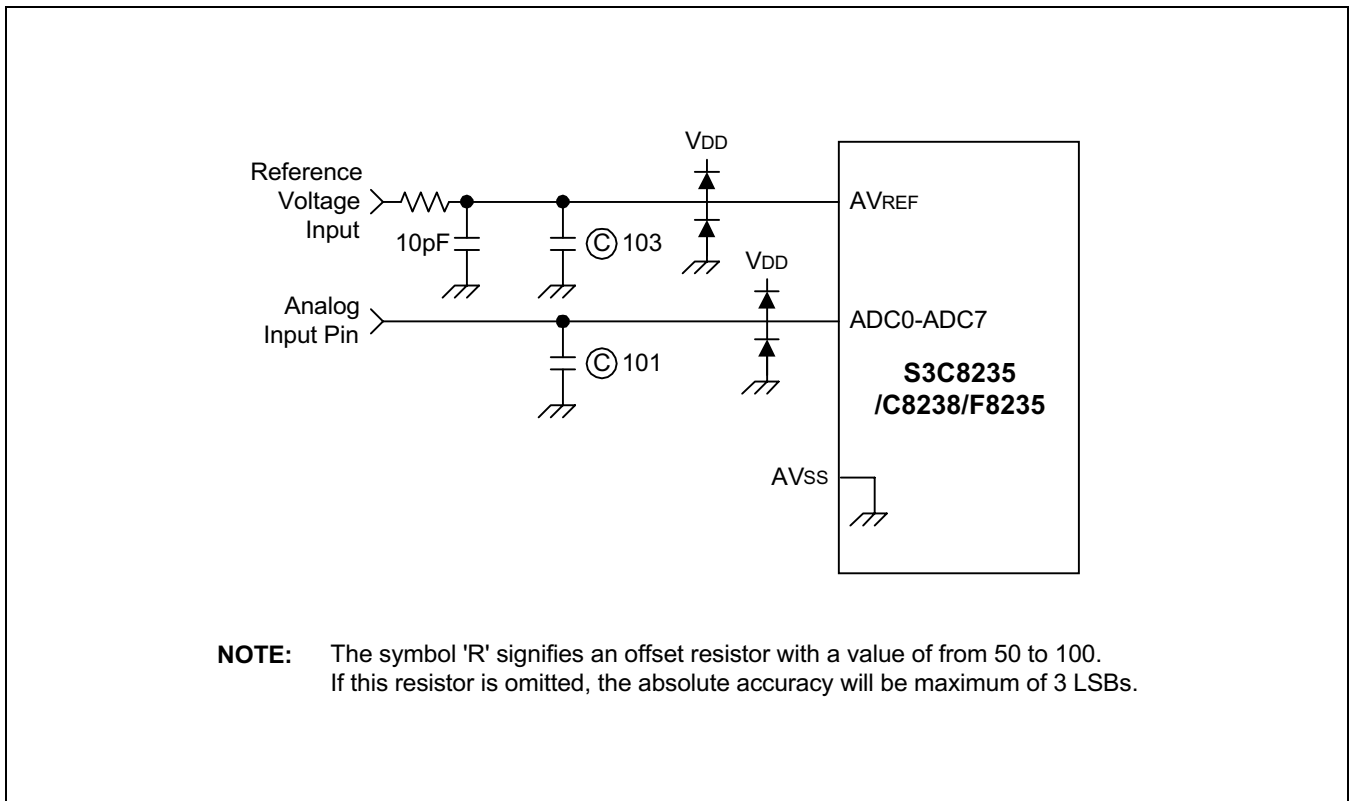 VDD
Reference
Voltage
Input
AVREF
10pF
C 103
VDD
Analog
Input Pin
ADC0-ADC7
C 101
S3C8235
/C8238/F8235
AVSS
NOTE: The symbol 'R' signifies an offset resistor with a value of from 50 to 100.
If this resistor is omitted, the absolute accuracy will be maximum of 3 LSBs.